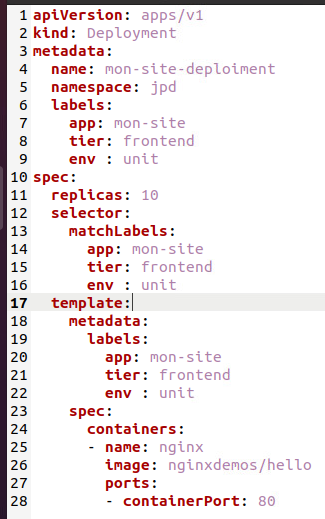 1 apiVersion: apps/v1
2 kind: Deployment
3 metadata:
4   name: mon-site-deploiment
5   namespace: jpd
6   labels:
7     app: mon-site
8     tier: frontend
9     env : unit
10 spec:
11   replicas: 10
12   selector:
13     matchLabels:
14       app: mon-site
15       tier: frontend
16       env : unit
17   template:
18     metadata:
19       labels:
20         app: mon-site
21         tier: frontend
22         env : unit
23     spec:
24       containers:
25       - name: nginx
26         image: nginxdemos/hello
27         ports:
28         - containerPort: 80